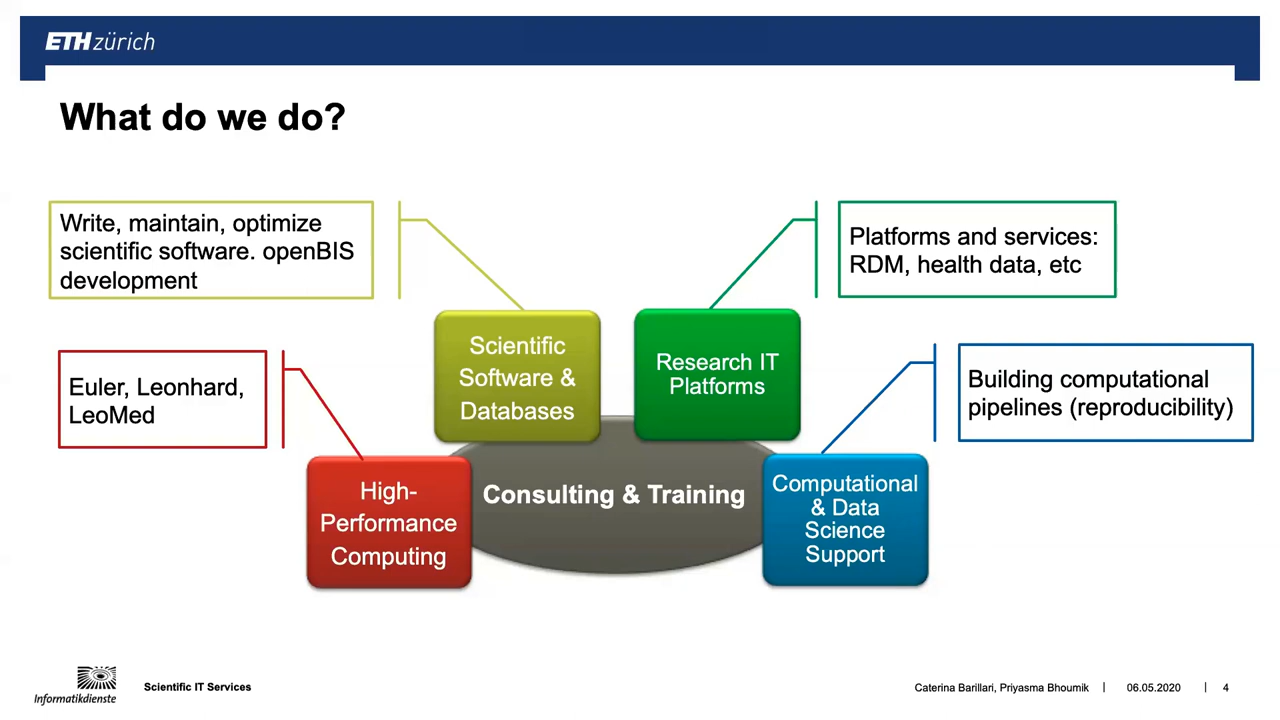 ETH zürich
What do we do?
Write, maintain, optimize
scientific software. openBIS
development
Platforms and services:
RDM, health data, etc
Euler, Leonhard,
LeoMed
Building computational
pipelines (reproducibility)
Scientific
Software &
Databases
Research IT
Platforms
High-
Performance
Computing
Consulting & Training
Computational
& Data
Science
Support
Informatikdienste
Scientific IT Services
Caterina Barillari, Priyasma Bhoumik | 06.05.2020 | 4